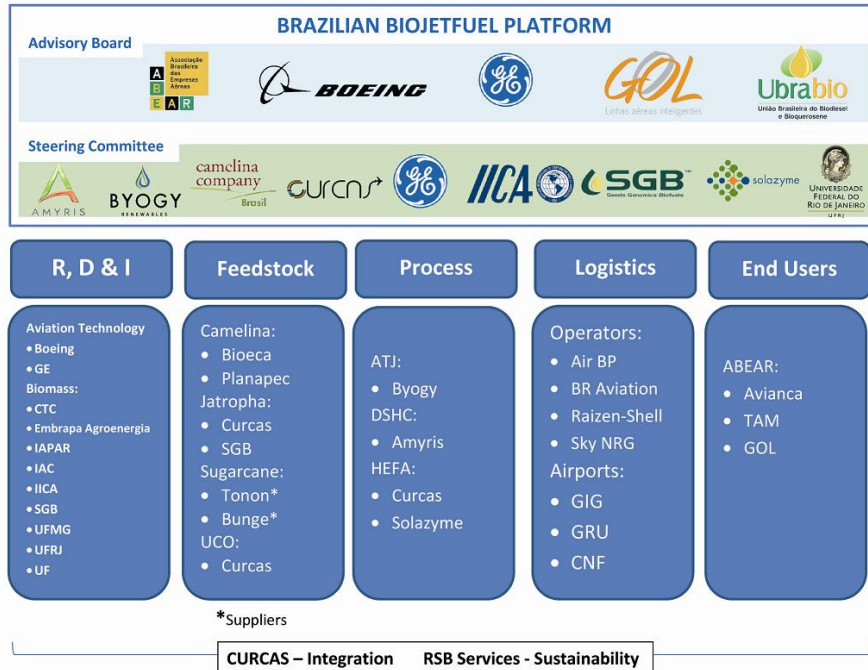 BRAZILIAN BIOJETFUEL PLATFORM
Advisory Board
Associação
Brasileira
das
Empresas
Aéreas
A
B
E A R
BOEING
GE
GOL
Linhas aéreas inteligentes
Ubrabio
União Brasileira do Biodiesel
e Bioquerosene
Steering Committee
AMYRIS
BYOGY
RENEWABLES
camelina
company
Brasil
curcas
GE
IICA
SGB™
Seeds Genomics Biofuels
solazyme
UNIVERSIDADE
FEDERAL DO
RIO DE JANEIRO
UFRJ
R, D & I
Aviation Technology
• Boeing
• GE
Biomass:
• CTC
• Embrapa Agroenergia
• IAPAR
• IAC
• IICA
• SGB
• UFMG
• UFRJ
• UF
Feedstock
Camelina:
• Bioeca
• Planapec
Jatropha:
• Curcas
• SGB
Sugarcane:
• Tonon*
• Bunge*
UCO:
• Curcas
Process
ATJ:
• Byogy
DSHC:
• Amyris
HEFA:
• Curcas
• Solazyme
Logistics
Operators:
• Air BP
• BR Aviation
• Raizen-Shell
• Sky NRG
Airports:
• GIG
• GRU
• CNF
End Users
ABEAR:
• Avianca
• TAM
• GOL
*Suppliers
CURCAS – Integration RSB Services - Sustainability